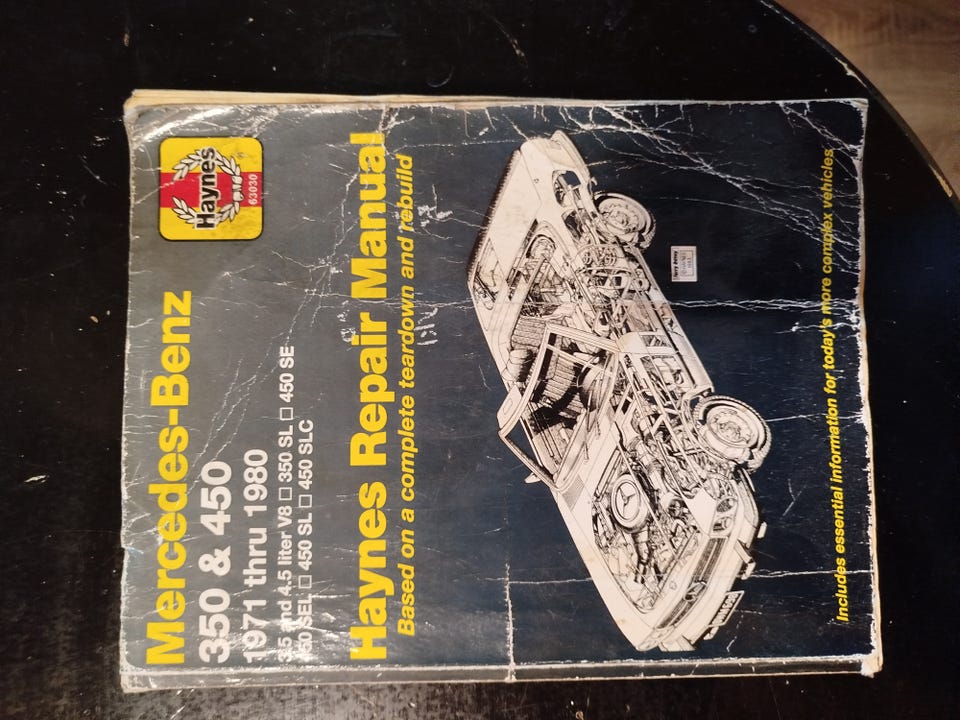 Haynes®
63030
Mercedes-Benz
350 & 450
1971 thru 1980
3.5 and 4.5 liter V8 □ 350 SL □ 450 SE
450 SEL □ 450 SL □ 450 SLC
Haynes Repair Manual
Based on a complete teardown and rebuild
Includes essential information for today's more complex vehicles